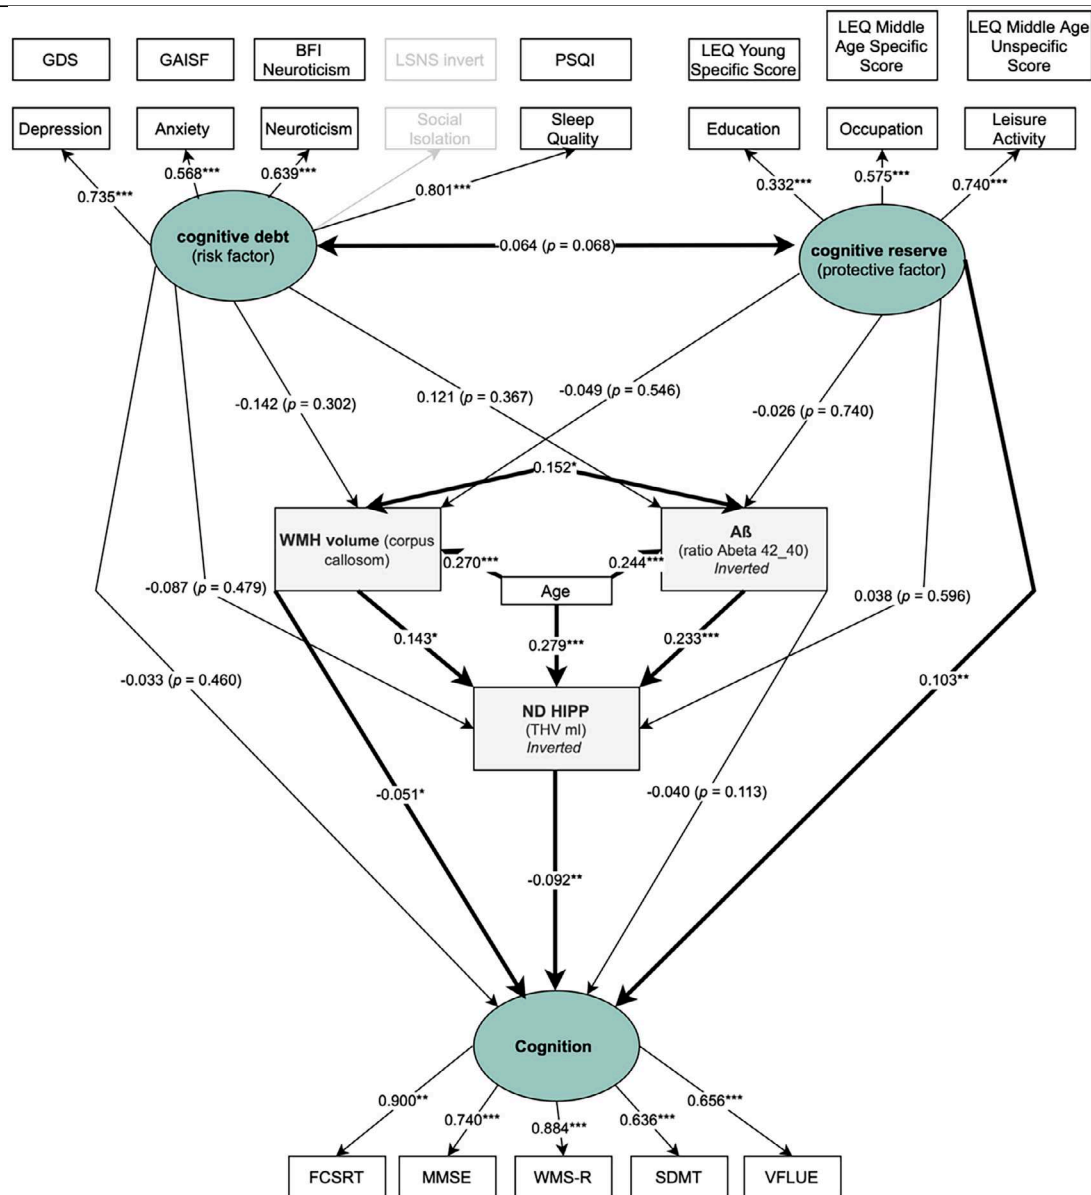 GDS
GAISF
BFI
Neuroticism
LSNS invert
PSQI
LEQ Young
Specific Score
LEQ Middle
Age Specific
Score
LEQ Middle Age
Unspecific
Score
Depression
Anxiety
Neuroticism
Social
Isolation
Sleep
Quality
Education
Occupation
Leisure
Activity
0.735***
0.568***
0.639***
0.801***
0.332***
0.575***
0.740***
cognitive debt
(risk factor)
-0.064 (p = 0.068)
cognitive reserve
(protective factor)
-0.142 (p = 0.302)
0.121 (p = 0.367)
-0.049 (p = 0.546)
-0.026 (p = 0.740)
0.152*
WMH volume (corpus
callosom)
0.270***
0.244***
Aß
(ratio Abeta 42_40)
Inverted
Age
-0.087 (p = 0.479)
0.038 (p = 0.596)
0.143*
0.279***
0.233***
-0.033 (p = 0.460)
0.103**
ND HIPP
(THV ml)
Inverted
-0.051*
-0.040 (p = 0.113)
-0.092**
Cognition
0.900**
0.740***
0.884***
0.636***
0.656***
FCSRT
MMSE
WMS-R
SDMT
VFLUE